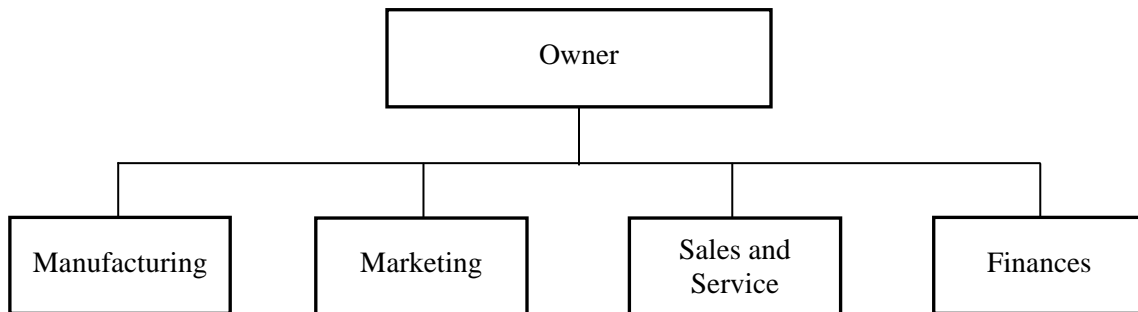 Owner
Manufacturing
Marketing
Sales and
Service
Finances